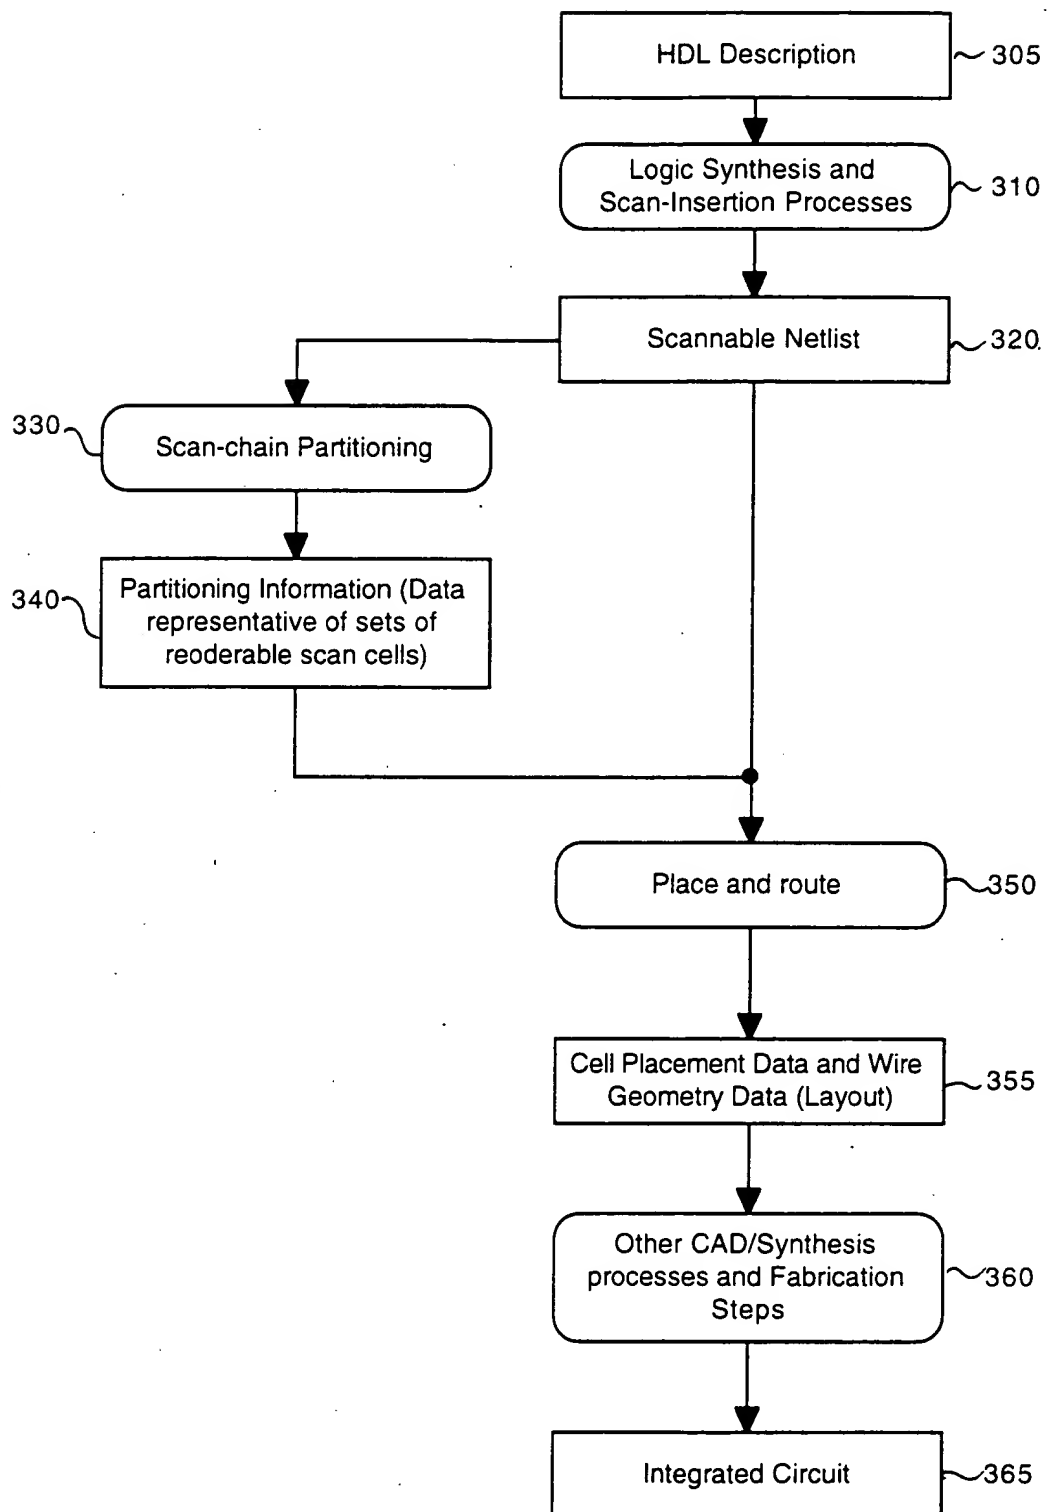 HDL Description
305
Logic Synthesis and
Scan-Insertion Processes
310
Scannable Netlist
320
330
Scan-chain Partitioning
340
Partitioning Information (Data
representative of sets of
reoderable scan cells)
Place and route
350
Cell Placement Data and Wire
Geometry Data (Layout)
355
Other CAD/Synthesis
processes and Fabrication
Steps
360
Integrated Circuit
365